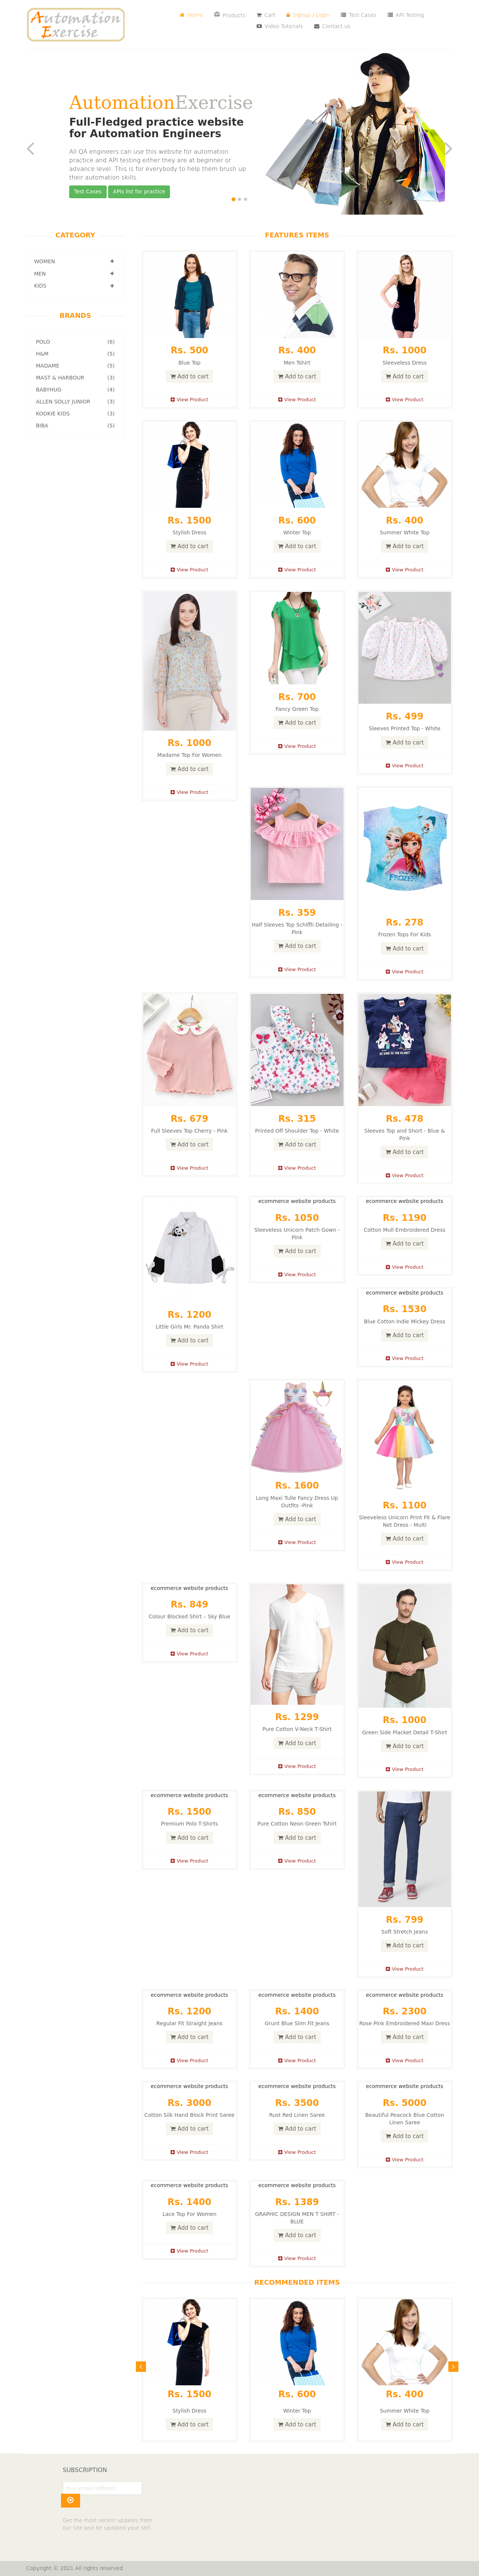 Automation
Exercise
Home
Products
Cart
Signup / Login
Test Cases
API Testing
Video Tutorials
Contact us
AutomationExercise
Full-Fledged practice website
for Automation Engineers
All QA engineers can use this website for automation
practice and API testing either they are at beginner or
advance level. This is for everybody to help them brush up
their automation skills.
Test Cases
APIs list for practice
CATEGORY
WOMEN
MEN
KIDS
BRANDS
POLO (6)
H&M (5)
MADAME (5)
MAST & HARBOUR (3)
BABYHUG (4)
ALLEN SOLLY JUNIOR (3)
KOOKIE KIDS (3)
BIBA (5)
FEATURES ITEMS
Rs. 500
Blue Top
Add to cart
View Product
Rs. 400
Men Tshirt
Add to cart
View Product
Rs. 1000
Sleeveless Dress
Add to cart
View Product
Rs. 1500
Stylish Dress
Add to cart
View Product
Rs. 600
Winter Top
Add to cart
View Product
Rs. 400
Summer White Top
Add to cart
View Product
Rs. 1000
Madame Top For Women
Add to cart
View Product
Rs. 700
Fancy Green Top
Add to cart
View Product
Rs. 499
Sleeves Printed Top - White
Add to cart
View Product
Rs. 359
Half Sleeves Top Schiffli Detailing -
Pink
Add to cart
View Product
FROZEN
Rs. 278
Frozen Tops For Kids
Add to cart
View Product
Rs. 679
Full Sleeves Top Cherry - Pink
Add to cart
View Product
Rs. 315
Printed Off Shoulder Top - White
Add to cart
View Product
Rs. 478
Sleeves Top and Short - Blue &
Pink
Add to cart
View Product
Rs. 1200
Little Girls Mr. Panda Shirt
Add to cart
View Product
ecommerce website products
Rs. 1050
Sleeveless Unicorn Patch Gown -
Pink
Add to cart
View Product
ecommerce website products
Rs. 1190
Cotton Mull Embroidered Dress
Add to cart
View Product
ecommerce website products
Rs. 1530
Blue Cotton Indie Mickey Dress
Add to cart
View Product
Rs. 1600
Long Maxi Tulle Fancy Dress Up
Outfits -Pink
Add to cart
View Product
Rs. 1100
Sleeveless Unicorn Print Fit & Flare
Net Dress - Multi
Add to cart
View Product
ecommerce website products
Rs. 849
Colour Blocked Shirt – Sky Blue
Add to cart
View Product
Rs. 1299
Pure Cotton V-Neck T-Shirt
Add to cart
View Product
Rs. 1000
Green Side Placket Detail T-Shirt
Add to cart
View Product
ecommerce website products
Rs. 1500
Premium Polo T-Shirts
Add to cart
View Product
ecommerce website products
Rs. 850
Pure Cotton Neon Green Tshirt
Add to cart
View Product
Rs. 799
Soft Stretch Jeans
Add to cart
View Product
ecommerce website products
Rs. 1200
Regular Fit Straight Jeans
Add to cart
View Product
ecommerce website products
Rs. 1400
Grunt Blue Slim Fit Jeans
Add to cart
View Product
ecommerce website products
Rs. 2300
Rose Pink Embroidered Maxi Dress
Add to cart
View Product
ecommerce website products
Rs. 3000
Cotton Silk Hand Block Print Saree
Add to cart
View Product
ecommerce website products
Rs. 3500
Rust Red Linen Saree
Add to cart
View Product
ecommerce website products
Rs. 5000
Beautiful Peacock Blue Cotton
Linen Saree
Add to cart
View Product
ecommerce website products
Rs. 1400
Lace Top For Women
Add to cart
View Product
ecommerce website products
Rs. 1389
GRAPHIC DESIGN MEN T SHIRT -
BLUE
Add to cart
View Product
RECOMMENDED ITEMS
Rs. 1500
Stylish Dress
Add to cart
Rs. 600
Winter Top
Add to cart
Rs. 400
Summer White Top
Add to cart
SUBSCRIPTION
Your email address
Get the most recent updates from
our site and be updated your self.
Copyright © 2021 All rights reserved